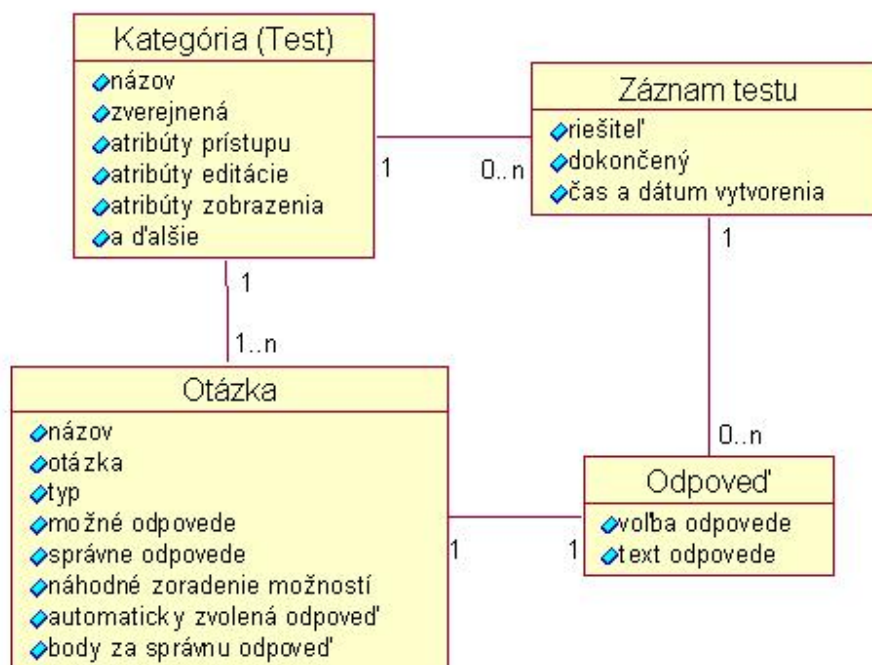 Kategória (Test)
názov
zverejnená
atribúty prístupu
atribúty editácie
atribúty zobrazenia
a ďalšie
Záznam testu
riešiteľ
dokončený
čas a dátum vytvorenia
1
0..n
1
1
1..n
0..n
Otázka
názov
otázka
typ
možné odpovede
správne odpovede
náhodné zoradenie možností
automaticky zvolená odpoveď
body za správnu odpoveď
Odpoveď
voľba odpovede
text odpovede
1
1